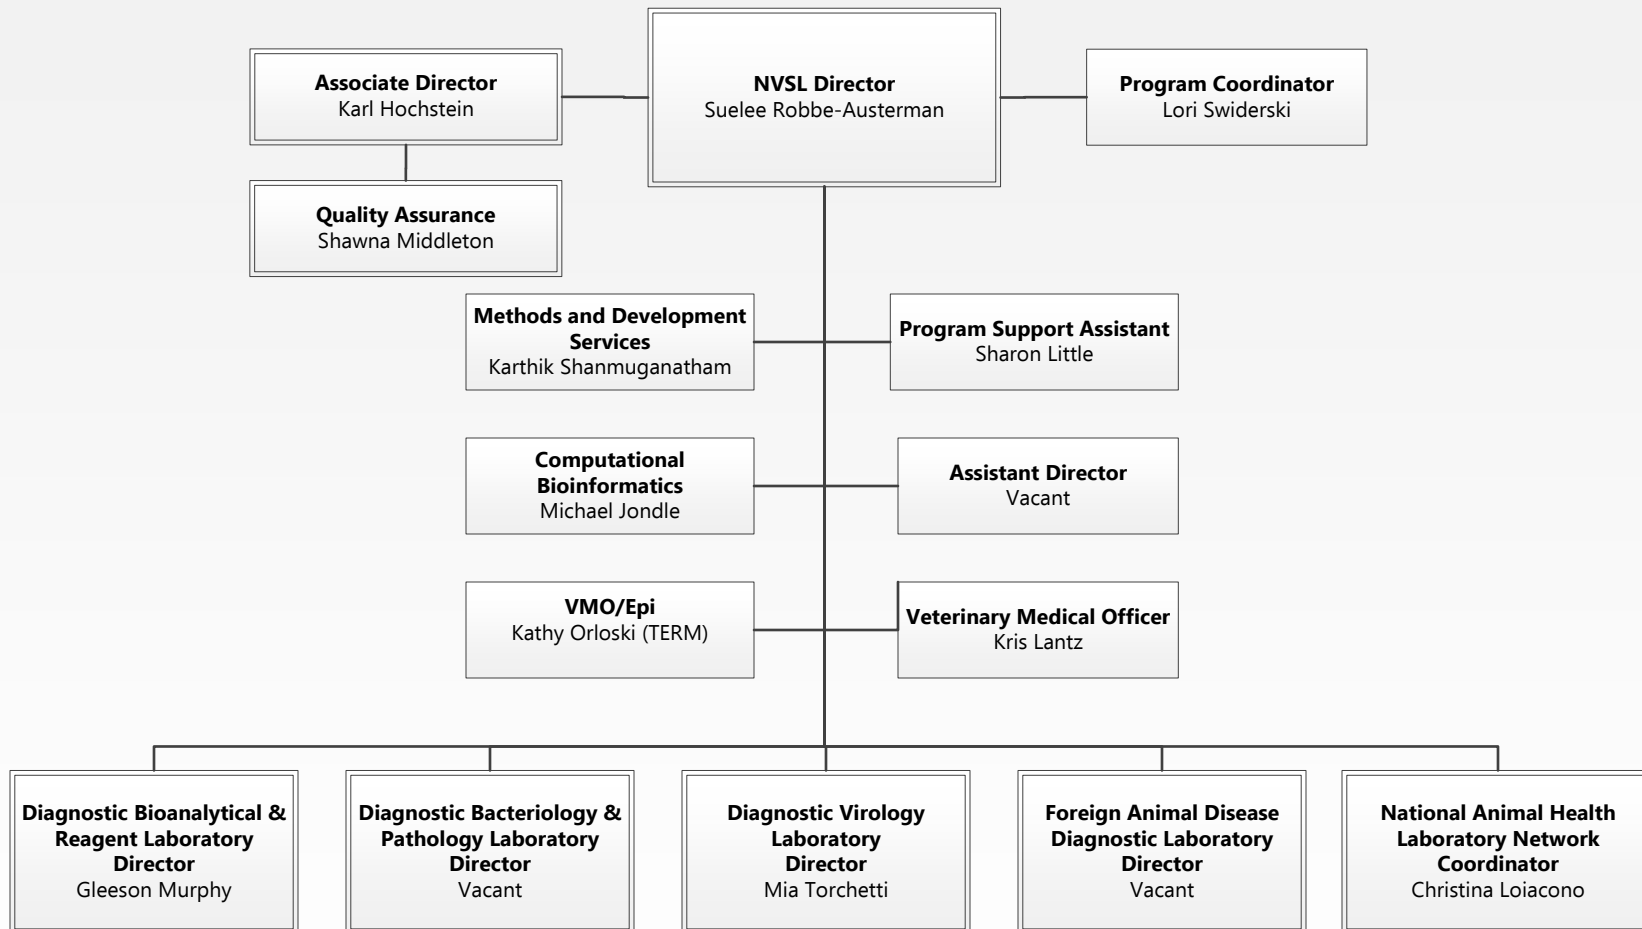 Associate Director
Karl Hochstein
NVSL Director
Suelee Robbe-Austerman
Program Coordinator
Lori Swiderski
Quality Assurance
Shawna Middleton
Methods and Development
Services
Karthik Shanmuganatham
Program Support Assistant
Sharon Little
Computational
Bioinformatics
Michael Jondle
Assistant Director
Vacant
VMO/Epi
Kathy Orloski (TERM)
Veterinary Medical Officer
Kris Lantz
Diagnostic Bioanalytical &
Reagent Laboratory
Director
Gleeson Murphy
Diagnostic Bacteriology &
Pathology Laboratory
Director
Vacant
Diagnostic Virology
Laboratory
Director
Mia Torchetti
Foreign Animal Disease
Diagnostic Laboratory
Director
Vacant
National Animal Health
Laboratory Network
Coordinator
Christina Loiacono